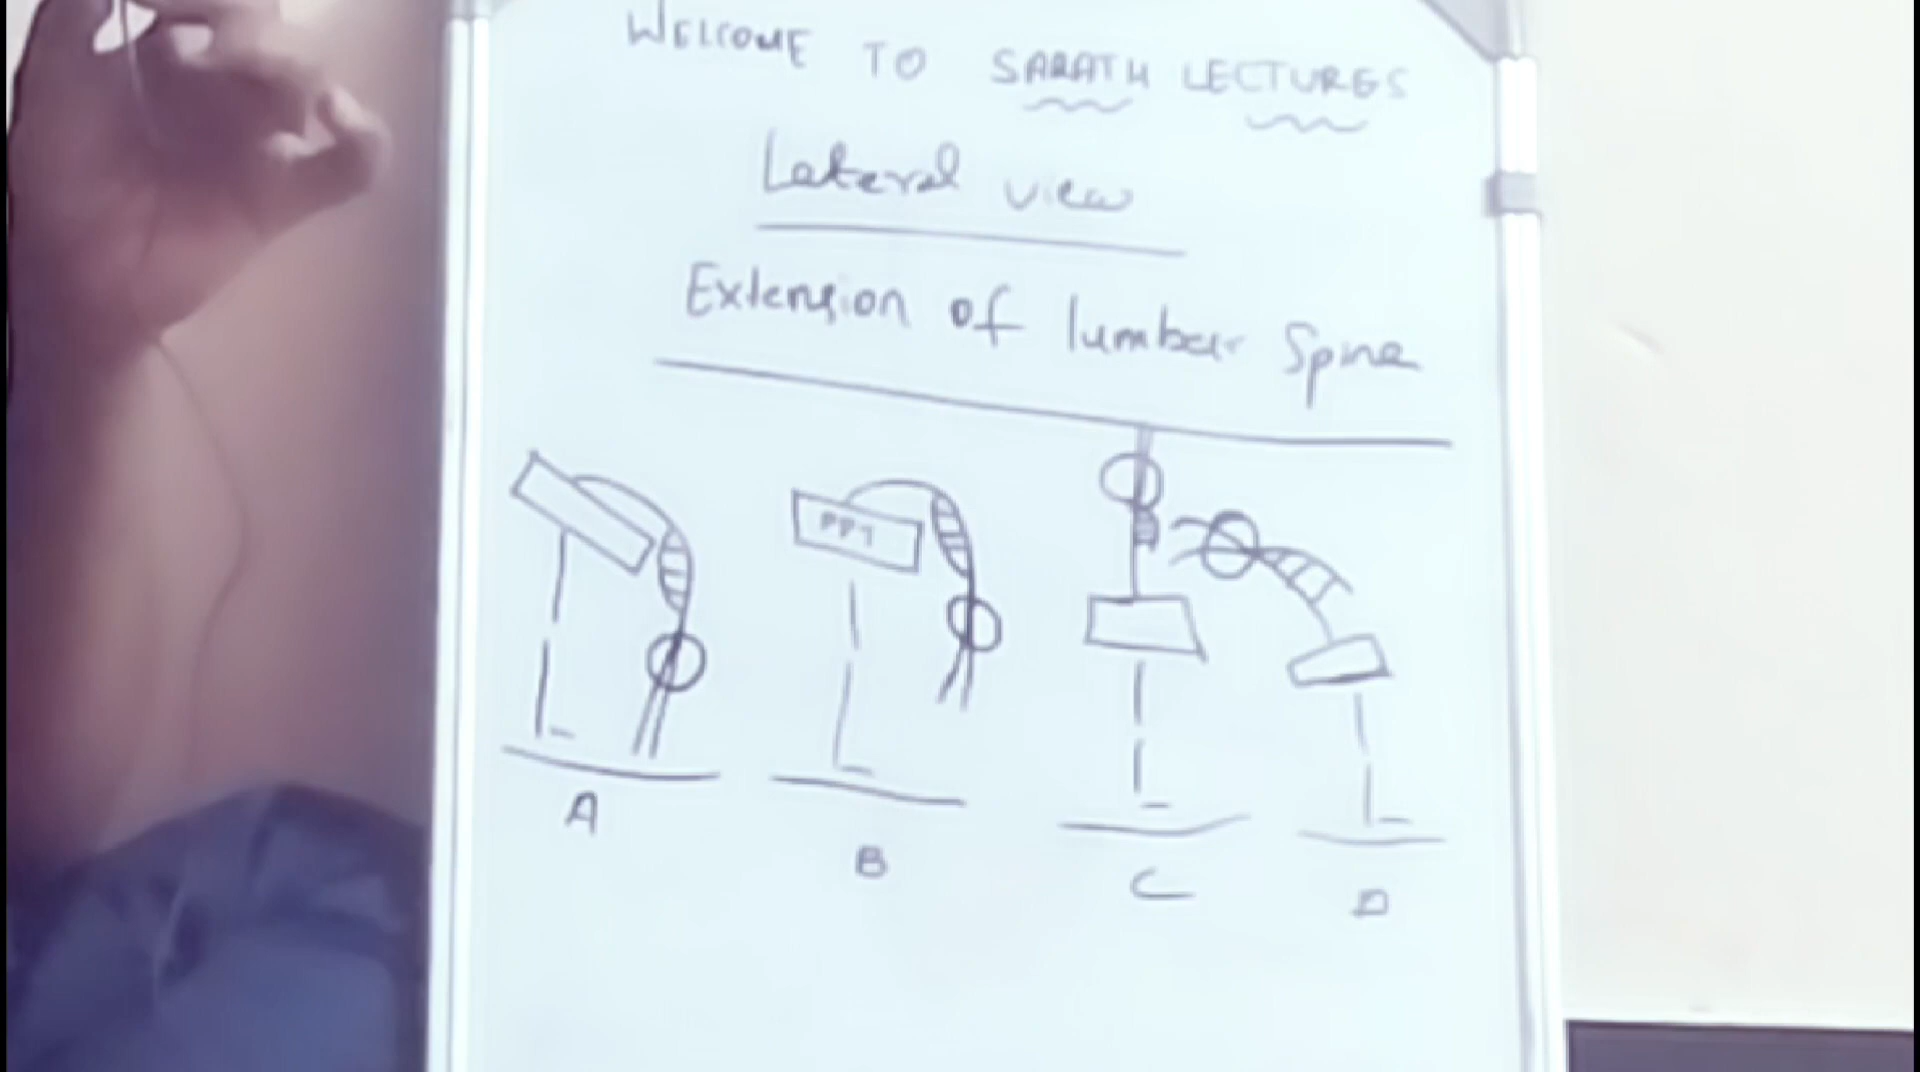 WELCOME TO SARATH LECTURES
Lateral view
Extension of lumbar Spine
PPT
A
B
C
D